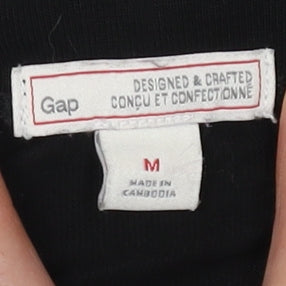 Gap
DESIGNED & CRAFTED
CONÇU ET CONFECTIONNÉ
M
MADE IN
CAMBODIA